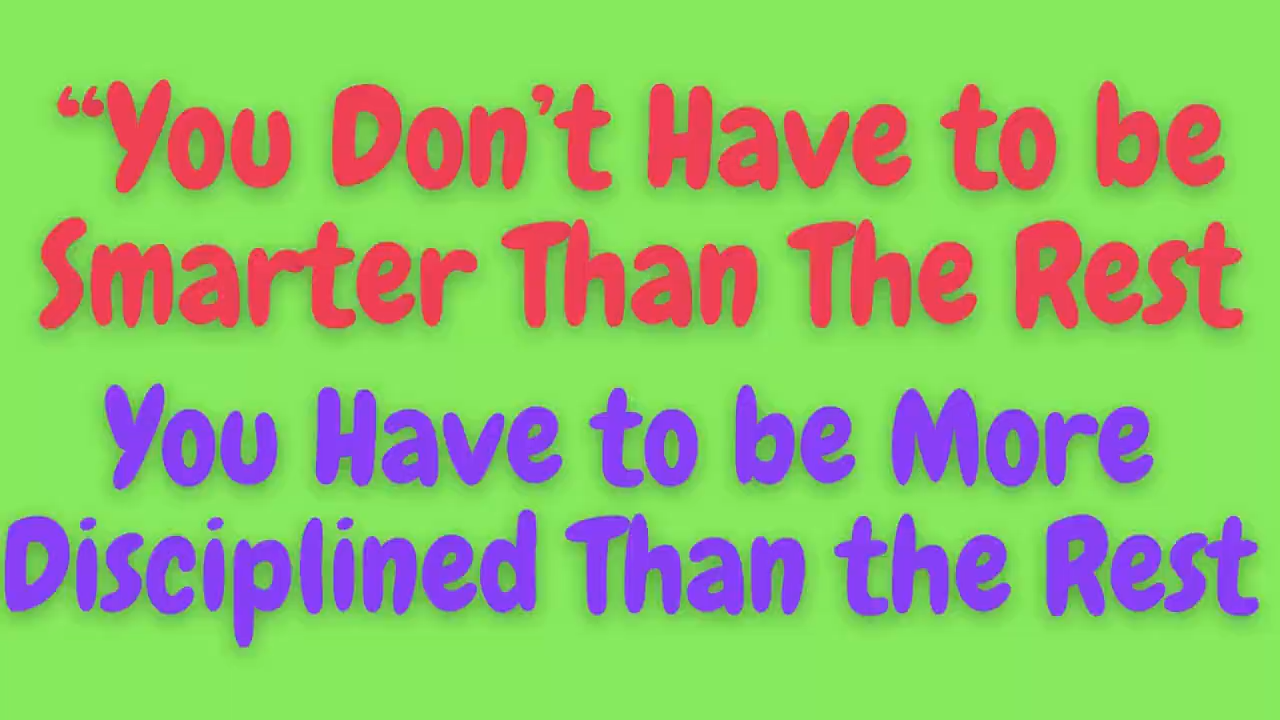 “You Don’t Have to be
Smarter Than The Rest
You Have to be More
Disciplined Than the Rest